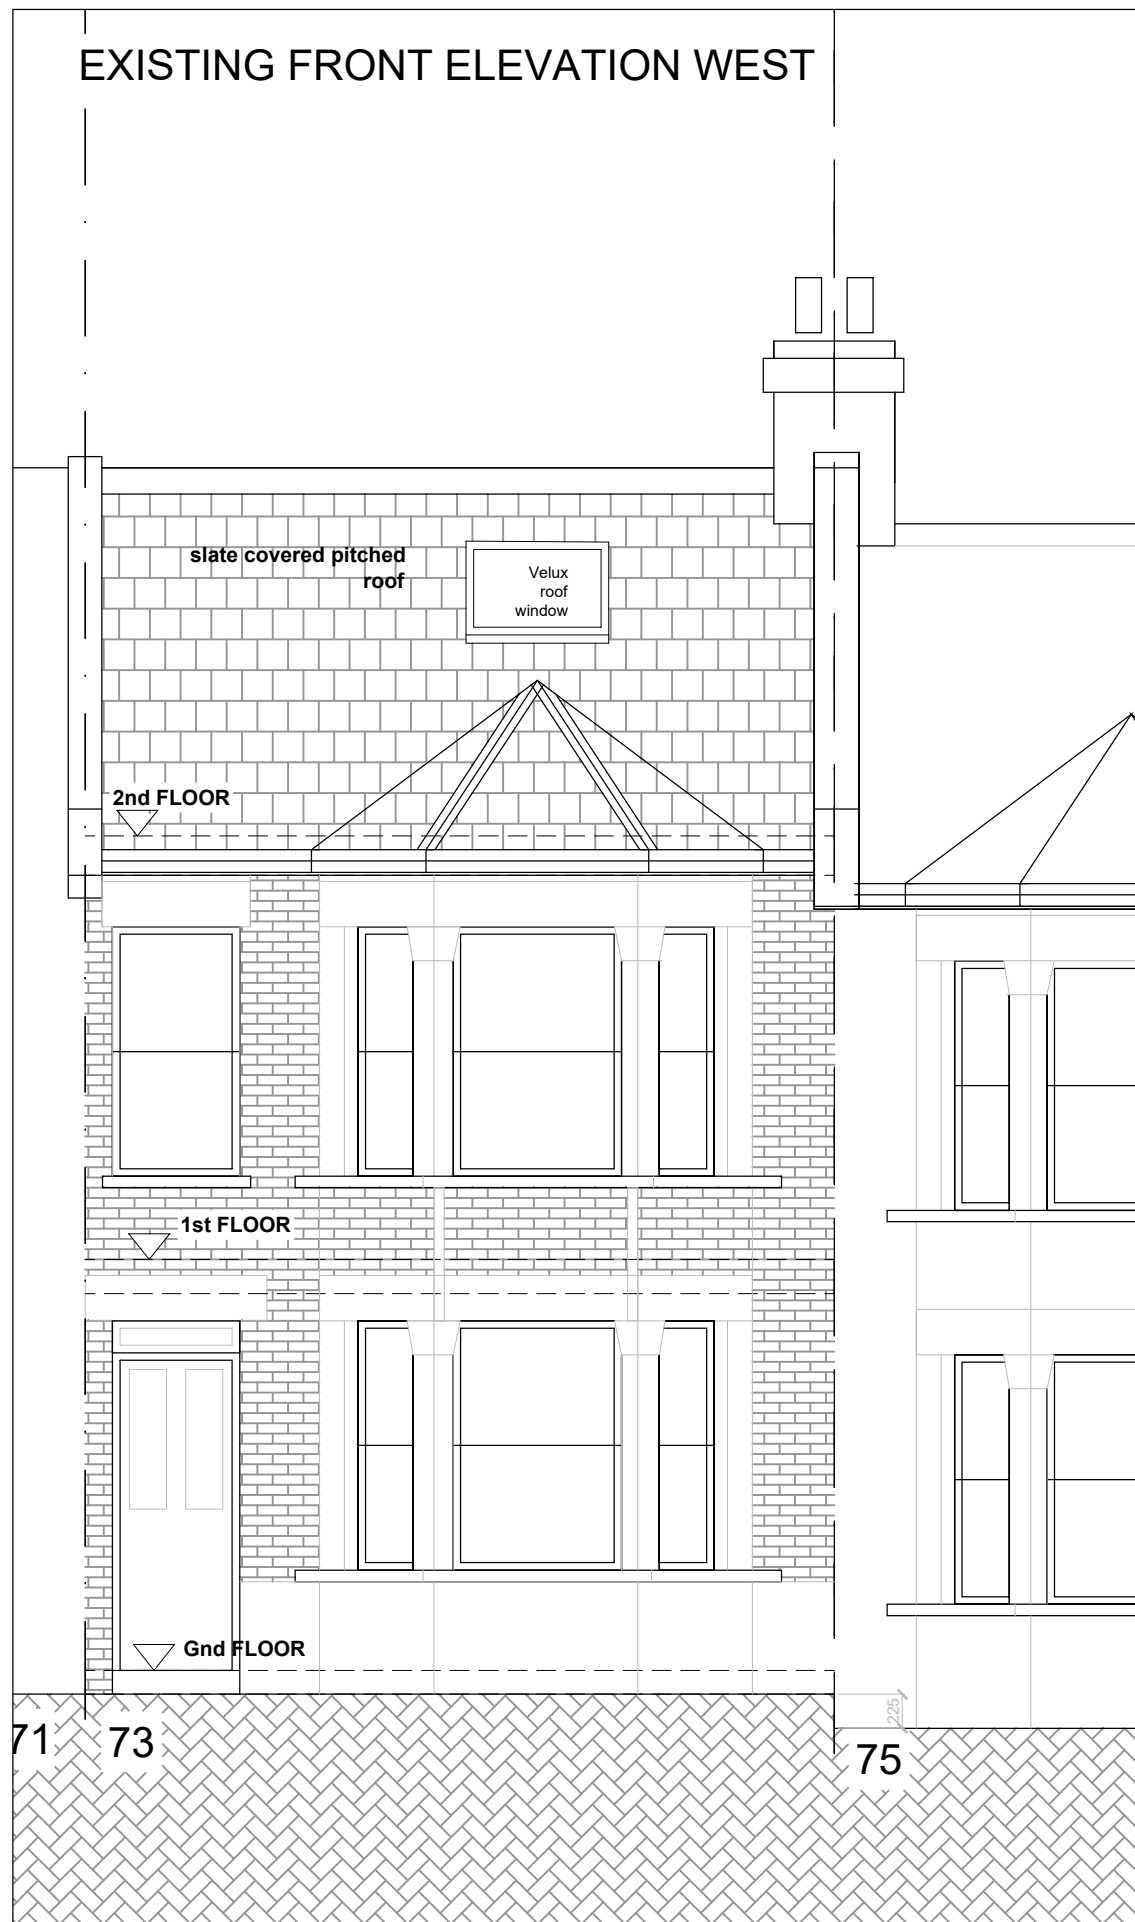 EXISTING FRONT ELEVATION WEST
slate covered pitched
roof
Velux
roof
window
2nd FLOOR
1st FLOOR
Gnd FLOOR
225
71
73
75